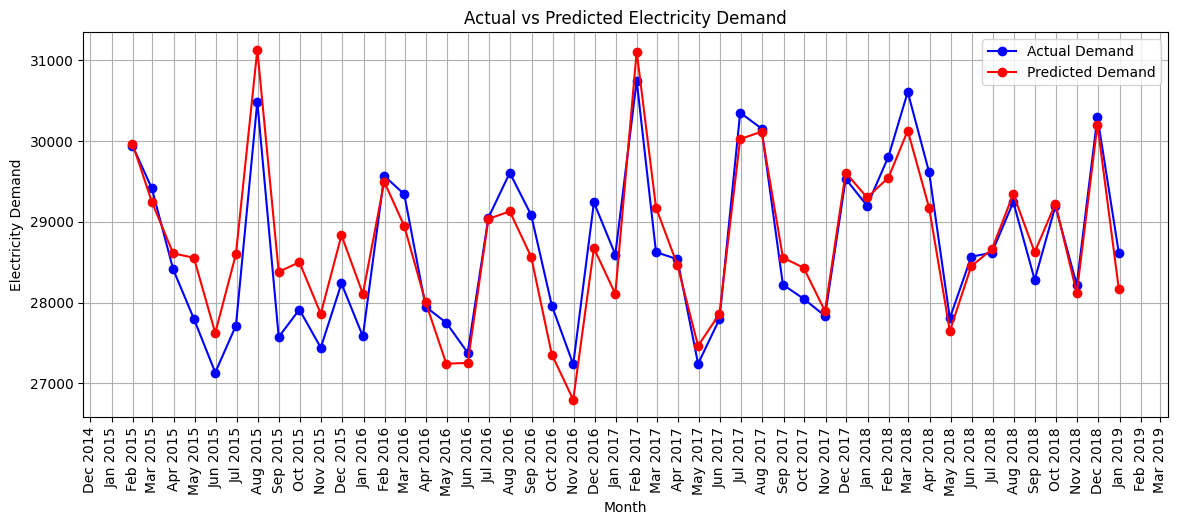 Actual vs Predicted Electricity Demand
Actual Demand
Predicted Demand
Electricity Demand
31000
30000
29000
28000
27000
Dec 2014
Jan 2015
Feb 2015
Mar 2015
Apr 2015
May 2015
Jun 2015
Jul 2015
Aug 2015
Sep 2015
Oct 2015
Nov 2015
Dec 2015
Jan 2016
Feb 2016
Mar 2016
Apr 2016
May 2016
Jun 2016
Jul 2016
Aug 2016
Sep 2016
Oct 2016
Nov 2016
Dec 2016
Jan 2017
Feb 2017
Mar 2017
Apr 2017
May 2017
Jun 2017
Jul 2017
Aug 2017
Sep 2017
Oct 2017
Nov 2017
Dec 2017
Jan 2018
Feb 2018
Mar 2018
Apr 2018
May 2018
Jun 2018
Jul 2018
Aug 2018
Sep 2018
Oct 2018
Nov 2018
Dec 2018
Jan 2019
Feb 2019
Mar 2019
Month